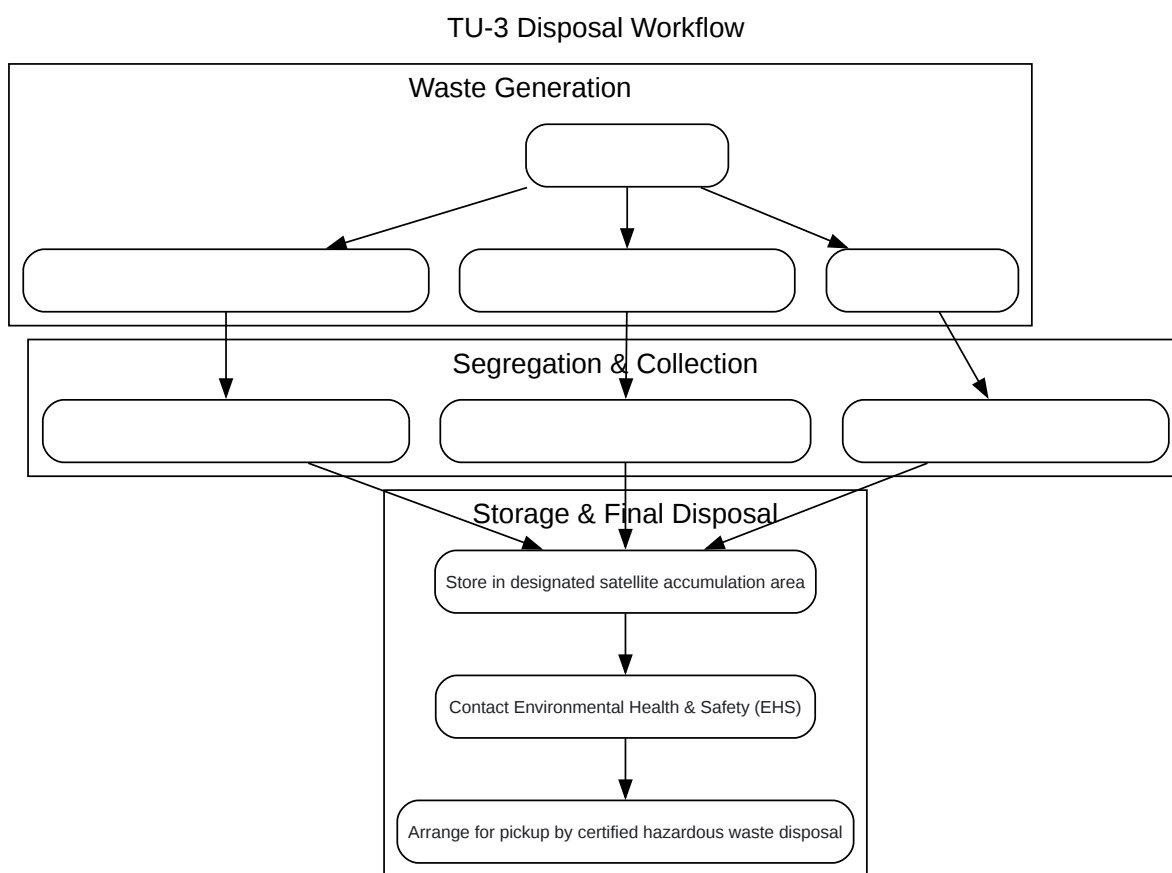 TU-3 Disposal Workflow
Waste Generation
Segregation & Collection
Storage & Final Disposal
Store in designated satellite accumulation area
Contact Environmental Health & Safety (EHS)
Arrange for pickup by certified hazardous waste disposal